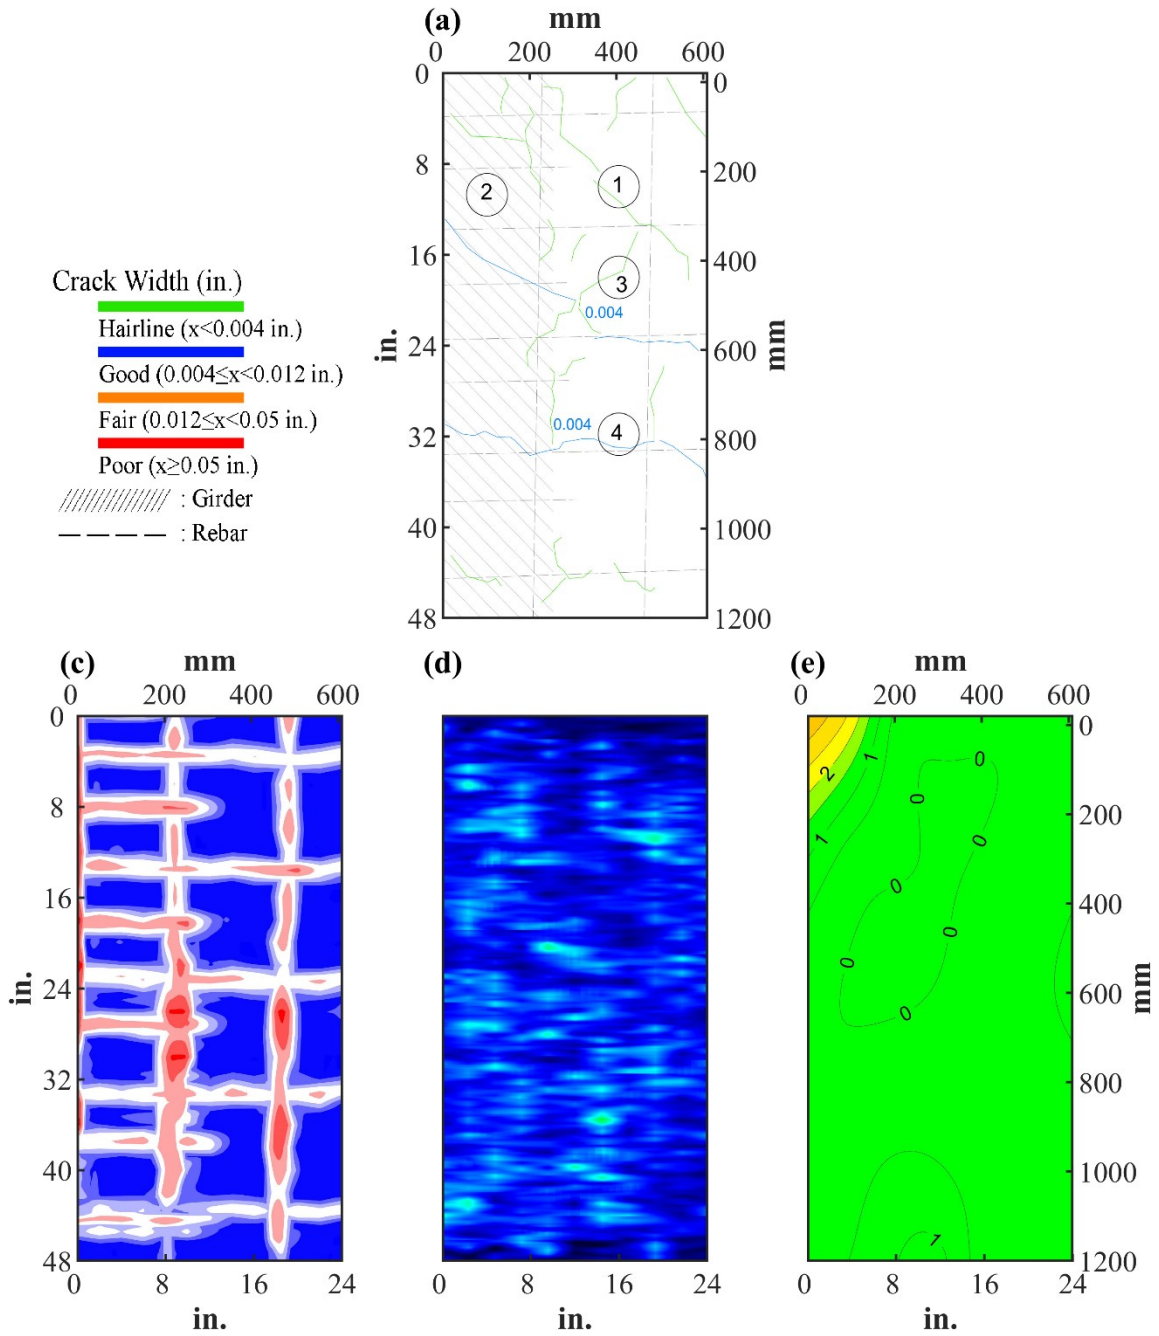 (a)
mm
0 200 400 600
0
8
16
24
32
40
48
in.
0
200
400
600
800
1000
1200
mm
1
2
3
4
0.004
0.004
Crack Width (in.)
Hairline (x<0.004 in.)
Good (0.004≤x<0.012 in.)
Fair (0.012≤x<0.05 in.)
Poor (x≥0.05 in.)
: Girder
: Rebar
(c)
mm
0 200 400 600
0
8
16
24
32
40
48
in.
0 8 16 24
in.
(d)
0 8 16 24
in.
(e)
mm
0 200 400 600
0
200
400
600
800
1000
1200
mm
2
1
1
0
0
0
0
0
0
0
1
0 8 16 24
in.